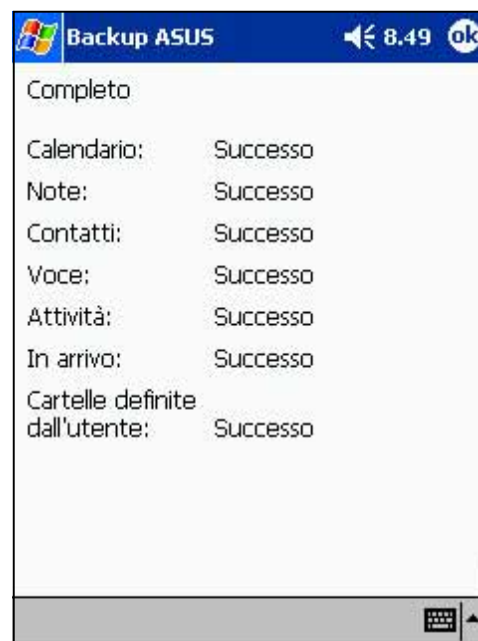 Backup ASUS 8.49 ok
Completo
Calendario: Successo
Note: Successo
Contatti: Successo
Voce: Successo
Attività: Successo
In arrivo: Successo
Cartelle definite
dall'utente: Successo